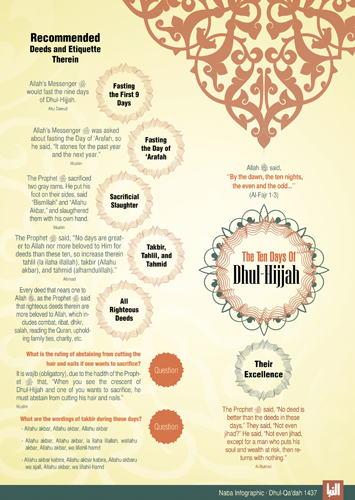 Recommended
Deeds and Etiquette
Therein
Allah's Messenger ﷺ
would fast the nine days
of Dhul-Hijjah.
Abu Dawud
Fasting
the First 9
Days
Allah's Messenger ﷺ was asked
about fasting the Day of 'Arafah, so
he said, "It atones for the past year
and the next year."
Muslim
Fasting
the Day of
'Arafah
The Prophet ﷺ sacrificed
two gray rams. He put his
foot on their sides, said
"Bismillah" and "Allahu
Akbar," and slaughtered
them with his own hand.
Muslim
Sacrificial
Slaughter
The Prophet ﷺ said, "No days are great-
er to Allah nor more beloved to Him for
deeds than these ten, so increase therein
tahlil (la ilaha illallah), takbir (Allahu
akbar), and tahmid (alhamdulillah)."
Ahmad
Takbir,
Tahlil, and
Tahmid
Every deed that nears one to
Allah ﷻ, as the Prophet ﷺ said
that righteous deeds therein are
more beloved to Allah, which in-
cludes combat, ribat, dhikr,
salah, reading the Quran, uphold-
ing family ties, charity, etc.
All
Righteous
Deeds
What is the ruling of abstaining from cutting the
hair and nails if one wants to sacrifice?
It is wajib (obligatory), due to the hadith of the Proph-
et ﷺ that, "When you see the crescent of
Dhul-Hijjah and one of you wants to sacrifice, he
must abstain from cutting his hair and nails."
Muslim
Question
What are the wordings of takbir during these days?
- Allahu akbar, Allahu akbar, Allahu akbar
- Allahu akbar, Allahu akbar, la ilaha illallah, wallahu
akbar, Allahu akbar, wa lillahil-hamd
- Allahu akbaru kabira, Allahu akbaru kabira, Allahu akbaru
wa ajall, Allahu akbar, wa lillahil-hamd
Question
Allah ﷻ said,
"By the dawn, the ten nights,
the even and the odd..."
(Al-Fajr 1-3)
The Ten Days Of
Dhul-Hijjah
Their
Excellence
The Prophet ﷺ said, "No deed is
better than the deeds in these
days." They said, "Not even
jihad?" He said, "Not even jihad,
except for a man who puts his
soul and wealth at risk, then re-
turns with nothing."
Al-Bukhari
Naba Infographic · Dhul-Qa'dah 1437
النبأ